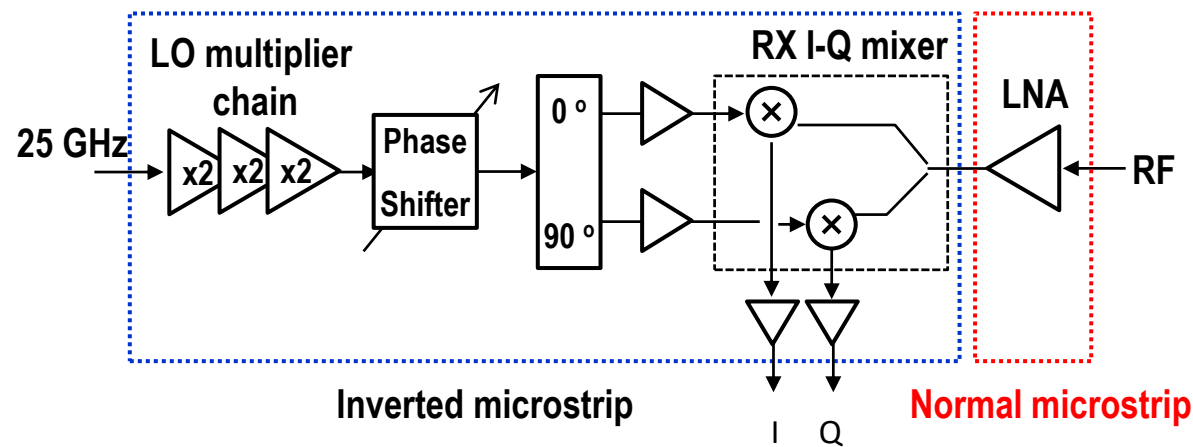 LO multiplier
chain
RX I-Q mixer
LNA
25 GHz
x2 x2 x2
Phase
Shifter
0 °
90 °
RF
Inverted microstrip
Normal microstrip
I Q